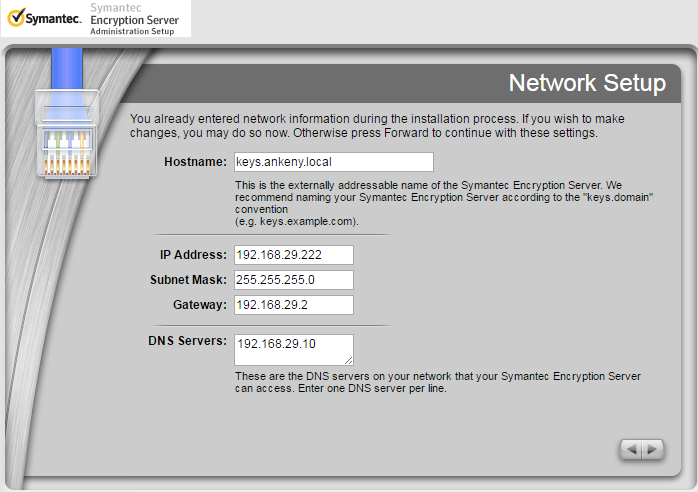 Symantec.
Symantec
Encryption Server
Administration Setup
Network Setup
You already entered network information during the installation process. If you wish to make
changes, you may do so now. Otherwise press Forward to continue with these settings.
Hostname: keys.ankeny.local
This is the externally addressable name of the Symantec Encryption Server. We
recommend naming your Symantec Encryption Server according to the "keys.domain"
convention
(e.g. keys.example.com).
IP Address: 192.168.29.222
Subnet Mask: 255.255.255.0
Gateway: 192.168.29.2
DNS Servers: 192.168.29.10
These are the DNS servers on your network that your Symantec Encryption Server
can access. Enter one DNS server per line.